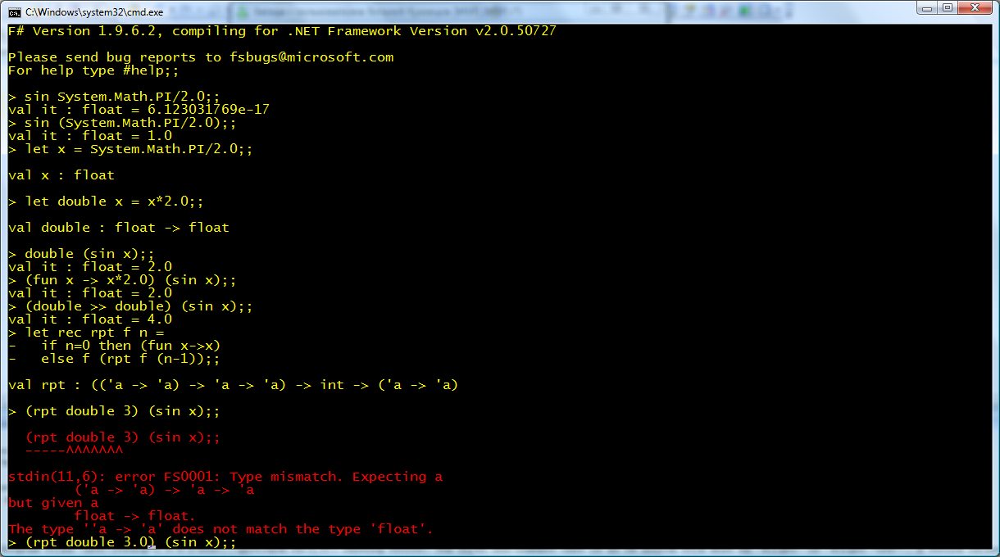 C:\Windows\system32\cmd.exe
F# Version 1.9.6.2, compiling for .NET Framework Version v2.0.50727
Please send bug reports to fsbugs@microsoft.com
For help type #help;;
> sin System.Math.PI/2.0;;
val it : float = 6.123031769e-17
> sin (System.Math.PI/2.0);;
val it : float = 1.0
> let x = System.Math.PI/2.0;;
val x : float
> let double x = x*2.0;;
val double : float -> float
> double (sin x);;
val it : float = 2.0
> (fun x -> x*2.0) (sin x);;
val it : float = 2.0
> (double >> double) (sin x);;
val it : float = 4.0
> let rec rpt f n =
-   if n=0 then (fun x->x)
-   else f (rpt f (n-1));;
val rpt : (('a -> 'a) -> 'a -> 'a) -> int -> ('a -> 'a)
> (rpt double 3) (sin x);;
  (rpt double 3) (sin x);;
  -----^^^^^^^
stdin(11,6): error FS0001: Type mismatch. Expecting a
        ('a -> 'a) -> 'a -> 'a
but given a
        float -> float.
The type ''a -> 'a' does not match the type 'float'.
> (rpt double 3.0) (sin x);;